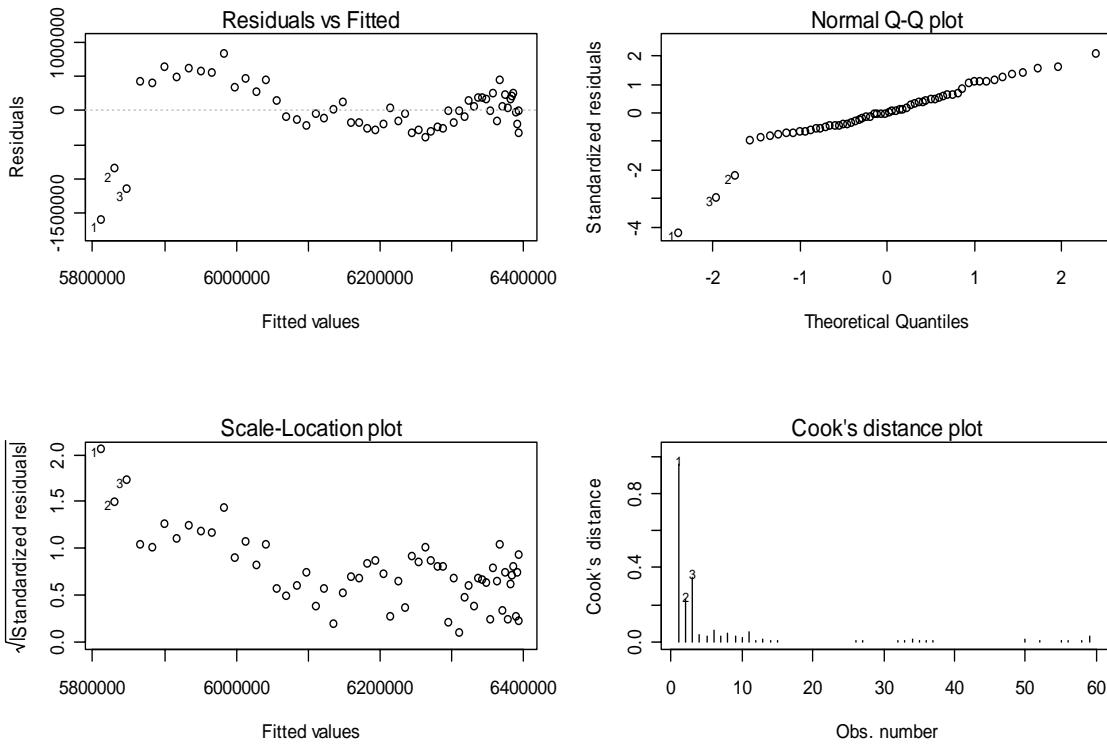 Residuals vs Fitted
Residuals
-1500000 0 1000000
1
2
3
5800000 6000000 6200000 6400000
Fitted values
Normal Q-Q plot
Standardized residuals
-4 -2 0 2
1
3
2
-2 -1 0 1 2
Theoretical Quantiles
Scale-Location plot
√|Standardized residuals|
0.0 0.5 1.0 1.5 2.0
1
2
3
5800000 6000000 6200000 6400000
Fitted values
Cook's distance plot
Cook's distance
0.0 0.4 0.8
1
2
3
0 10 20 30 40 50 60
Obs. number